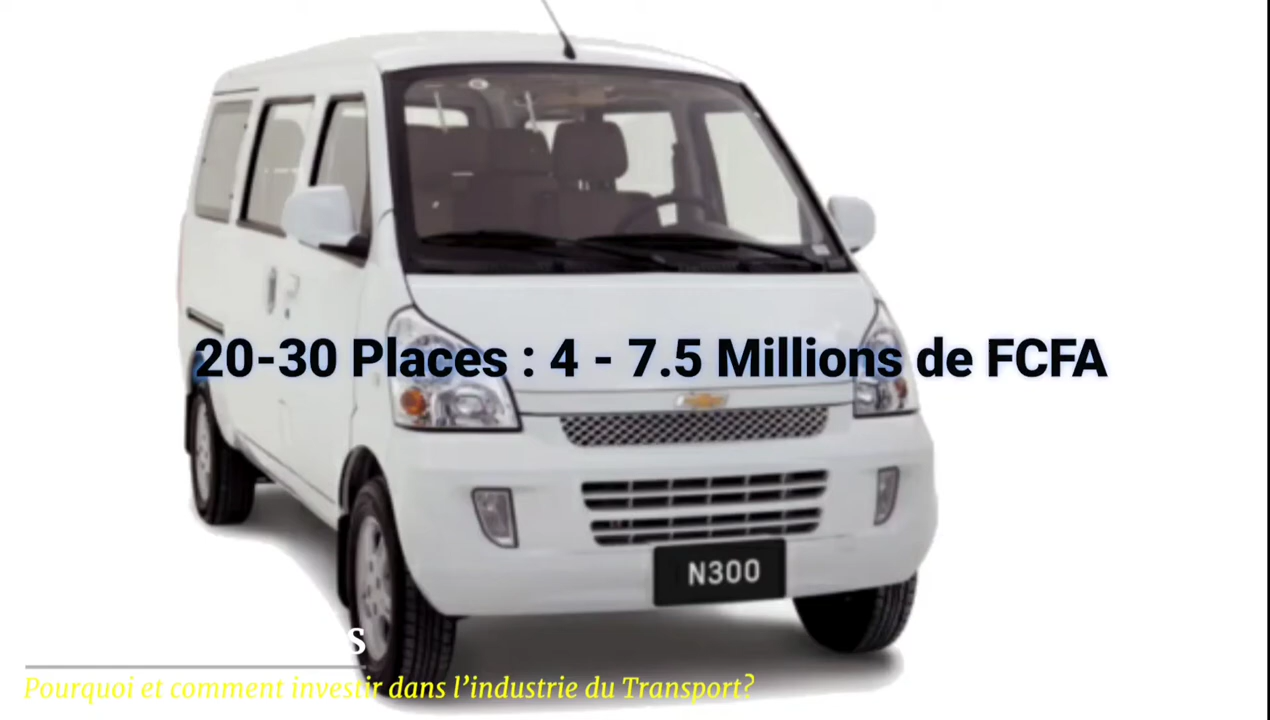 20-30 Places : 4 - 7.5 Millions de FCFA
N300
Pourquoi et comment investir dans l’industrie du Transport?